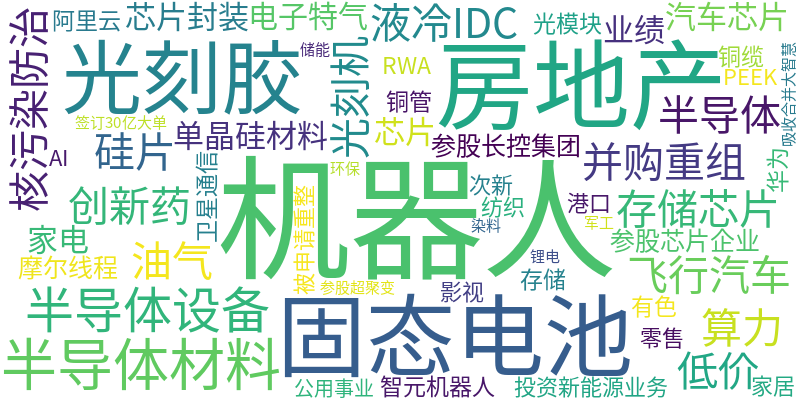 核污染防治
阿里云
芯片封装
电子特气
液冷IDC
光模块
业绩
汽车芯片
光刻胶
储能
光刻机
RWA
铜管
房地产
铜缆
PEEK
吸收合并大智慧
签订30亿大单
AI
硅片
单晶硅材料
芯片
参股长控集团
半导体
并购重组
华为
创新药
卫星通信
机器人
环保
次新
纺织
染料
港口
军工
存储芯片
家电
摩尔线程
油气
被申请重整
参股超聚变
影视
锂电
存储
参股芯片企业
飞行汽车
半导体设备
固态电池
有色
零售
算力
半导体材料
公用事业
智元机器人
投资新能源业务
低价
家居